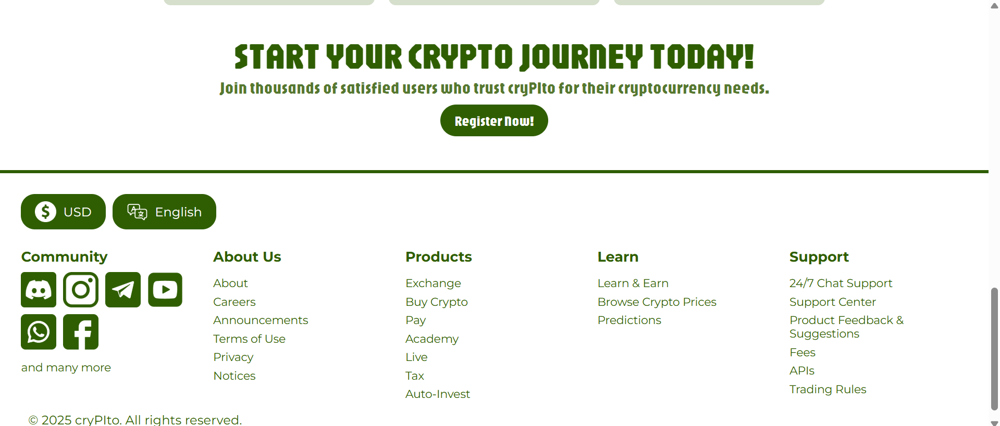 START YOUR CRYPTO JOURNEY TODAY!
Join thousands of satisfied users who trust cryPIto for their cryptocurrency needs.
Register Now!
$ USD
A 文 English
Community
and many more
About Us
About
Careers
Announcements
Terms of Use
Privacy
Notices
Products
Exchange
Buy Crypto
Pay
Academy
Live
Tax
Auto-Invest
Learn
Learn & Earn
Browse Crypto Prices
Predictions
Support
24/7 Chat Support
Support Center
Product Feedback &
Suggestions
Fees
APIs
Trading Rules
© 2025 cryPIto. All rights reserved.